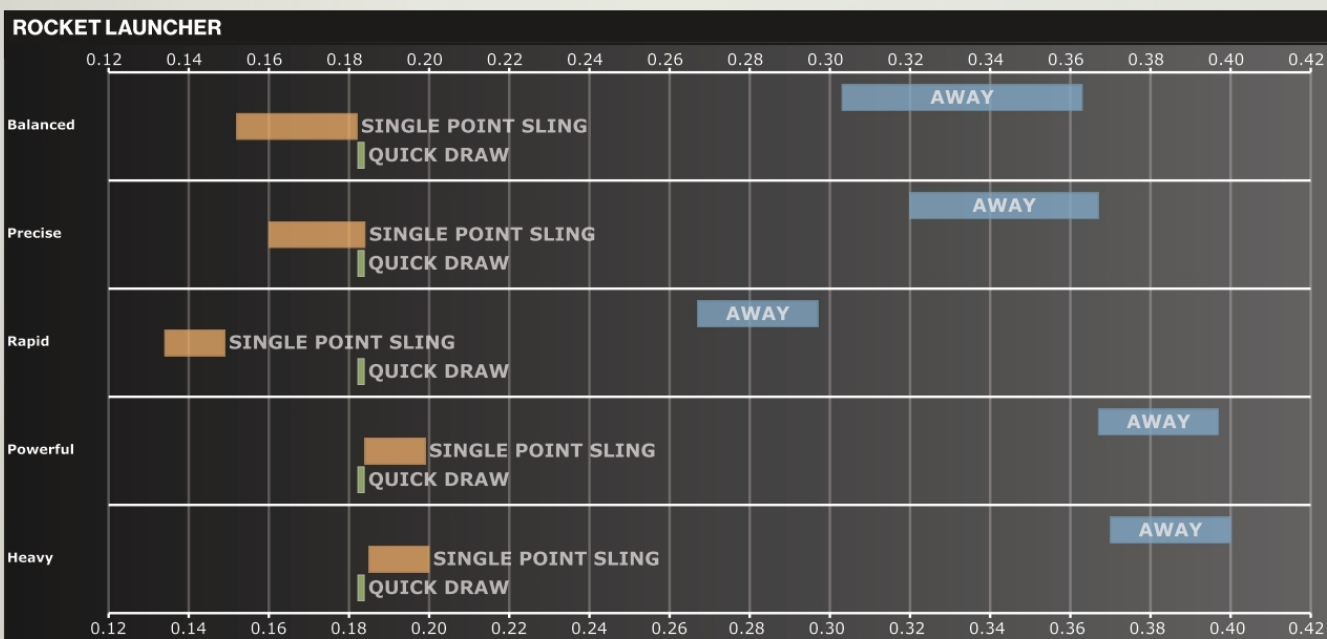 ROCKET LAUNCHER
0.12 0.14 0.16 0.18 0.20 0.22 0.24 0.26 0.28 0.30 0.32 0.34 0.36 0.38 0.40 0.42
AWAY
Balanced SINGLE POINT SLING
QUICK DRAW
AWAY
Precise SINGLE POINT SLING
QUICK DRAW
AWAY
Rapid SINGLE POINT SLING
QUICK DRAW
AWAY
Powerful SINGLE POINT SLING
QUICK DRAW
AWAY
Heavy SINGLE POINT SLING
QUICK DRAW
0.12 0.14 0.16 0.18 0.20 0.22 0.24 0.26 0.28 0.30 0.32 0.34 0.36 0.38 0.40 0.42